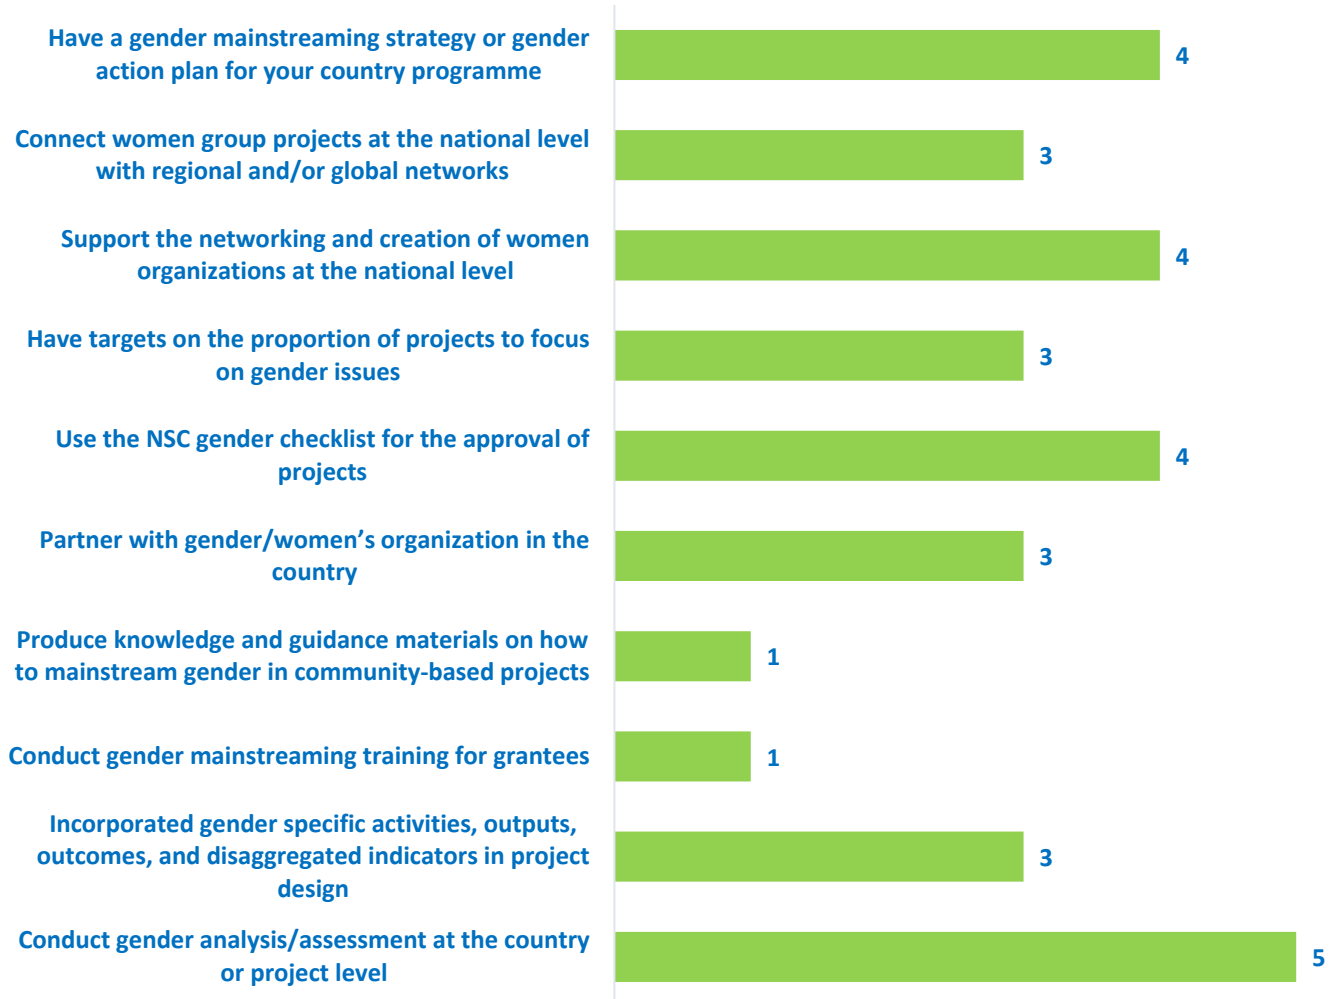 Have a gender mainstreaming strategy or gender
action plan for your country programme
4
Connect women group projects at the national level
with regional and/or global networks
3
Support the networking and creation of women
organizations at the national level
4
Have targets on the proportion of projects to focus
on gender issues
3
Use the NSC gender checklist for the approval of
projects
4
Partner with gender/women’s organization in the
country
3
Produce knowledge and guidance materials on how
to mainstream gender in community-based projects
1
Conduct gender mainstreaming training for grantees
1
Incorporated gender specific activities, outputs,
outcomes, and disaggregated indicators in project
design
3
Conduct gender analysis/assessment at the country
or project level
5